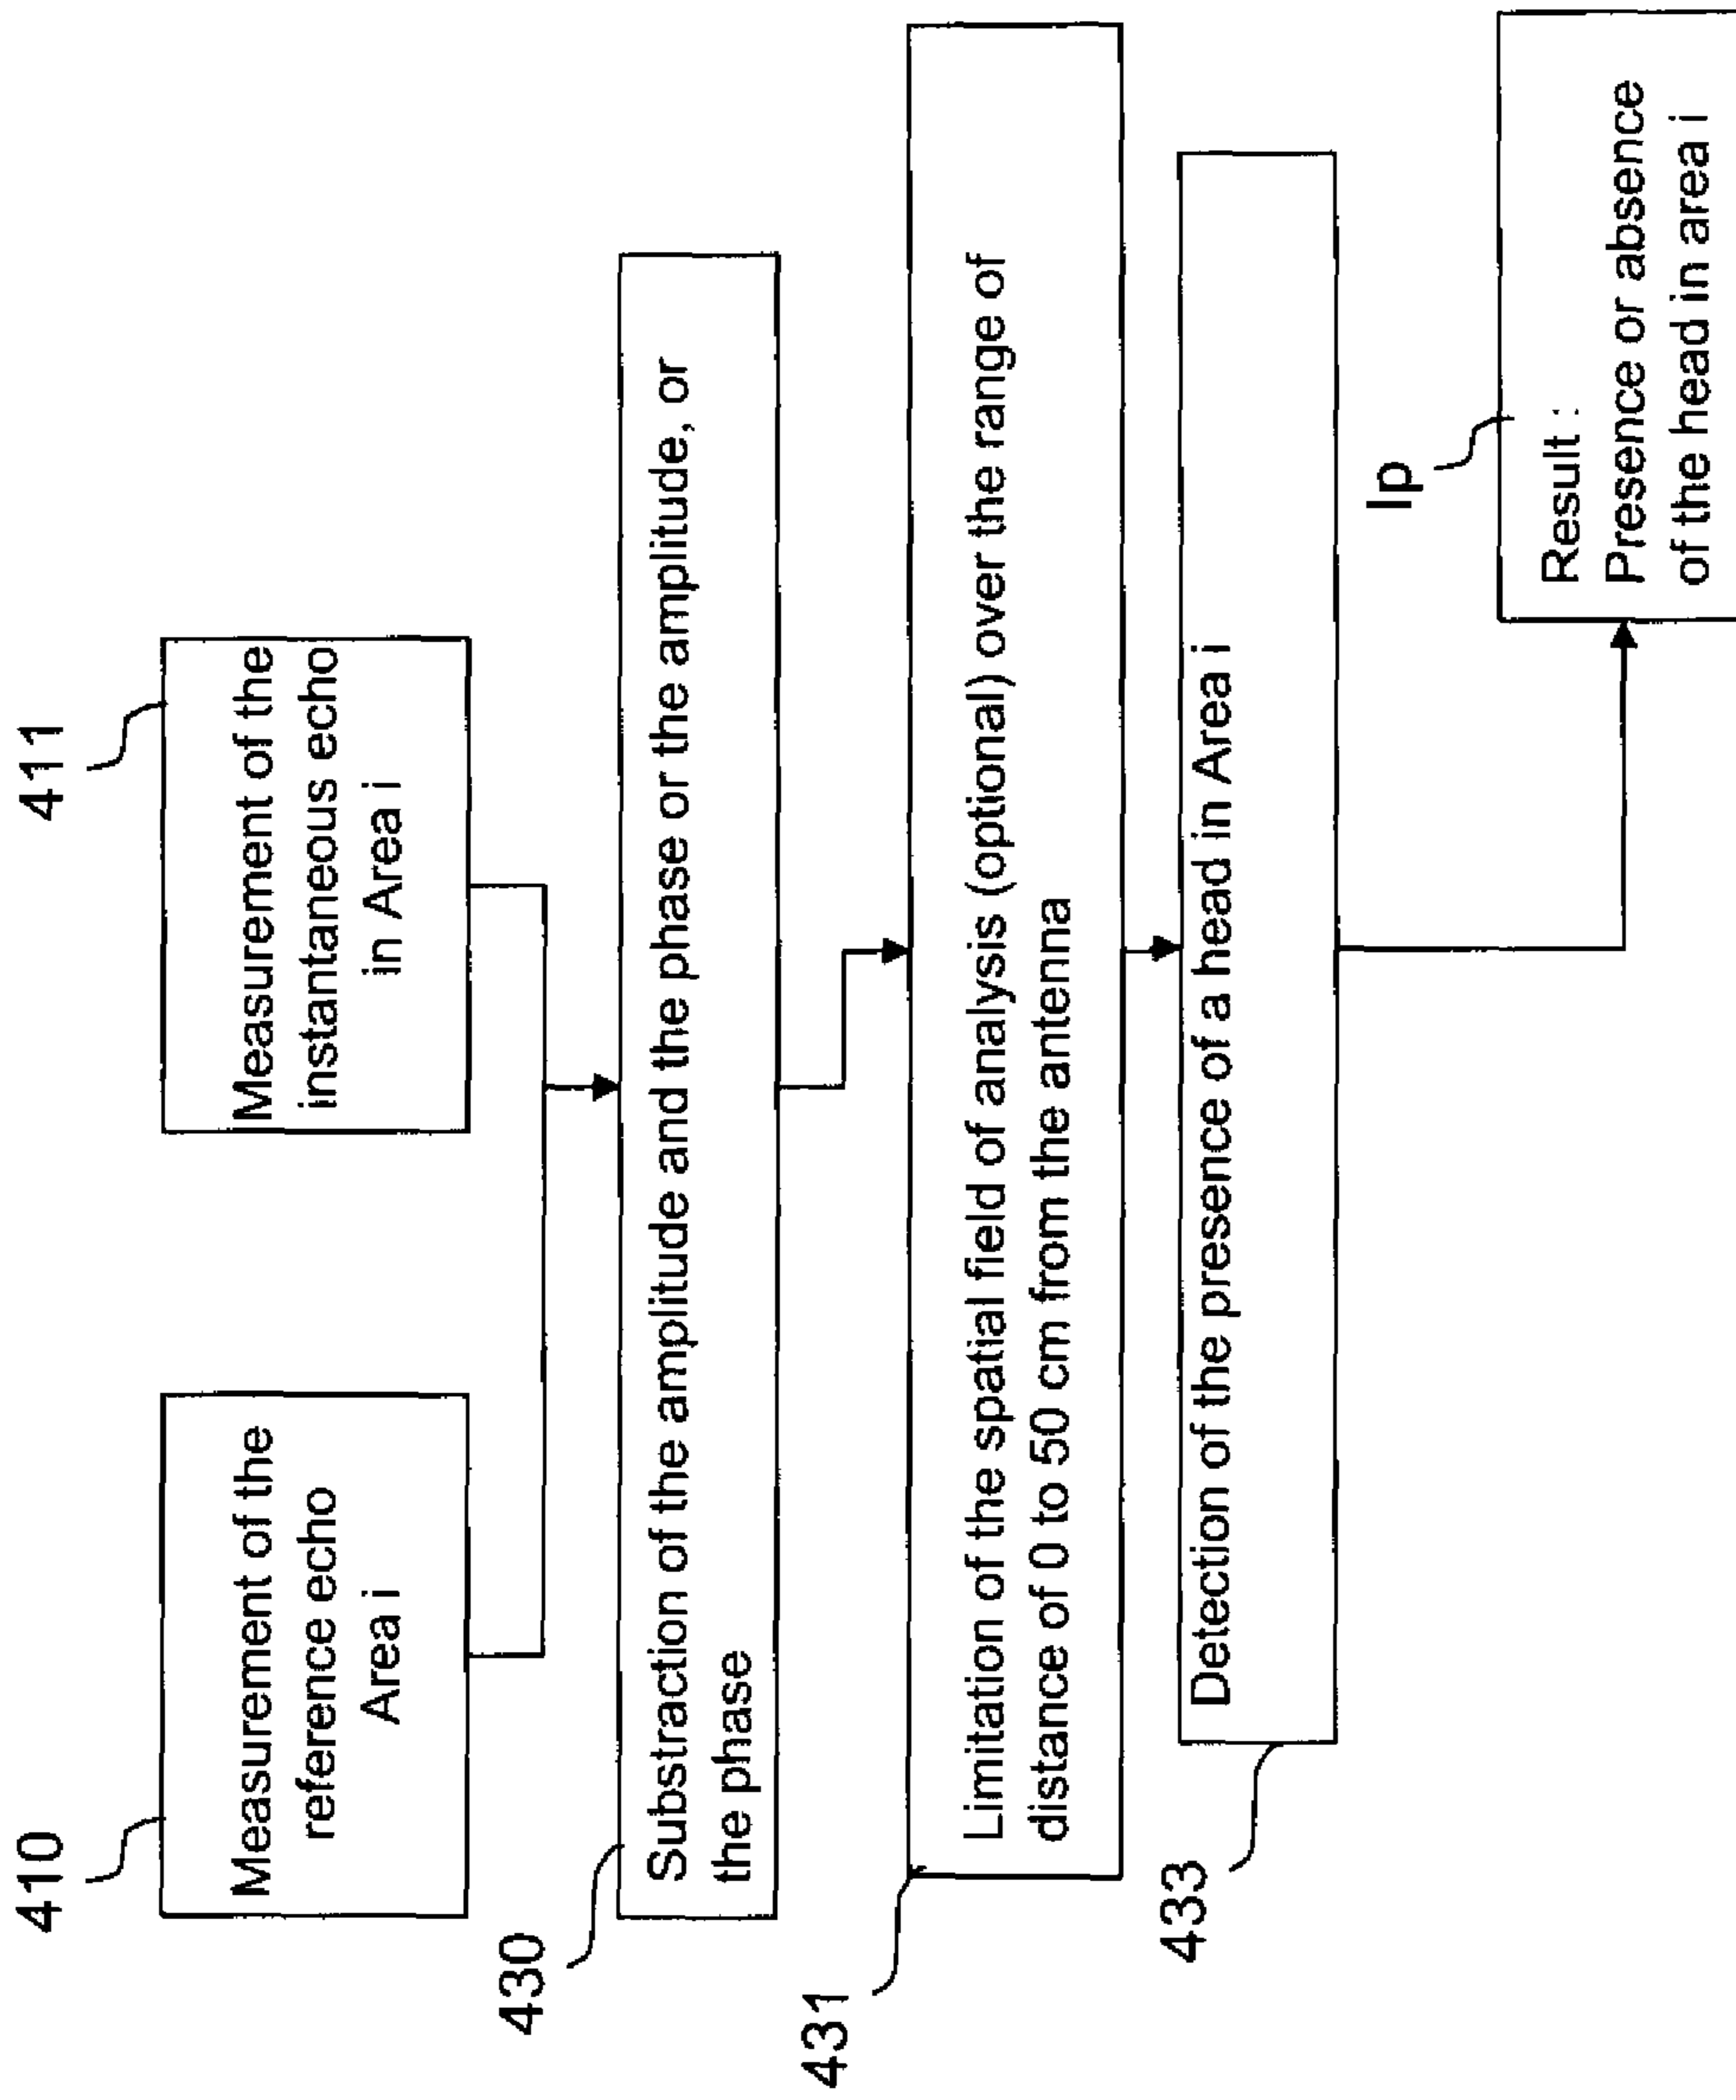 410
Measurement of the
reference echo
Area i
411
Measurement of the
instantaneous echo
in Area i
430
Substraction of the amplitude and the phase or the amplitude, or
the phase
431
Limitation of the spatial field of analysis (optional) over the range of
distance of 0 to 50 cm from the antenna
433
Detection of the presence of a head in Area i
Ip
Result :
Presence or absence
of the head in area i